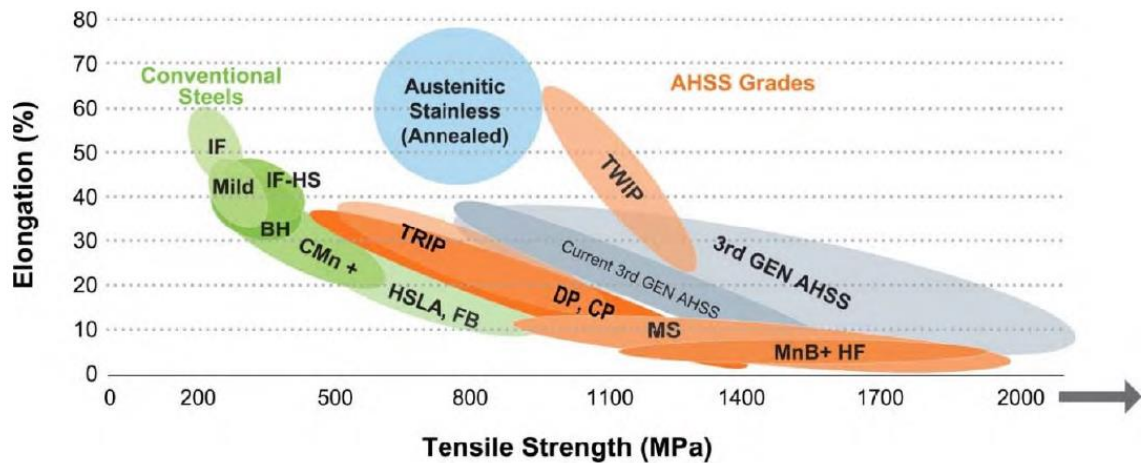 80
70
60
50
40
30
20
10
0
Elongation (%)
Conventional
Steels
AHSS Grades
Austenitic
Stainless
(Annealed)
IF
Mild
IF-HS
BH
CMn +
HSLA, FB
TRIP
DP, CP
TWIP
Current 3rd GEN AHSS
3rd GEN AHSS
MS
MnB+ HF
0 200 500 800 1100 1400 1700 2000
Tensile Strength (MPa)